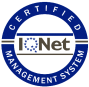 CERTIFIED
IQNet
MANAGEMENT SYSTEM